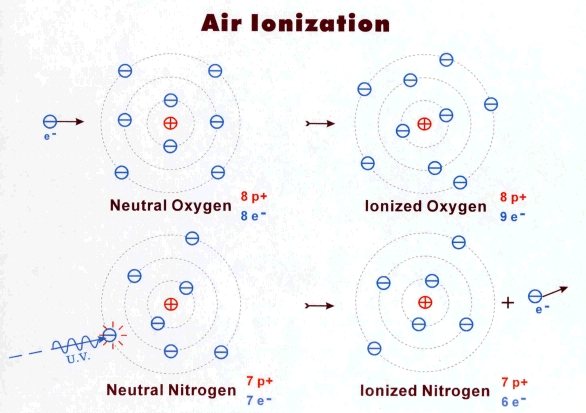 Air Ionization
e⁻
Neutral Oxygen
8 p+
8 e⁻
Ionized Oxygen
8 p+
9 e⁻
U.V.
Neutral Nitrogen
7 p+
7 e⁻
+
e⁻
Ionized Nitrogen
7 p+
6 e⁻